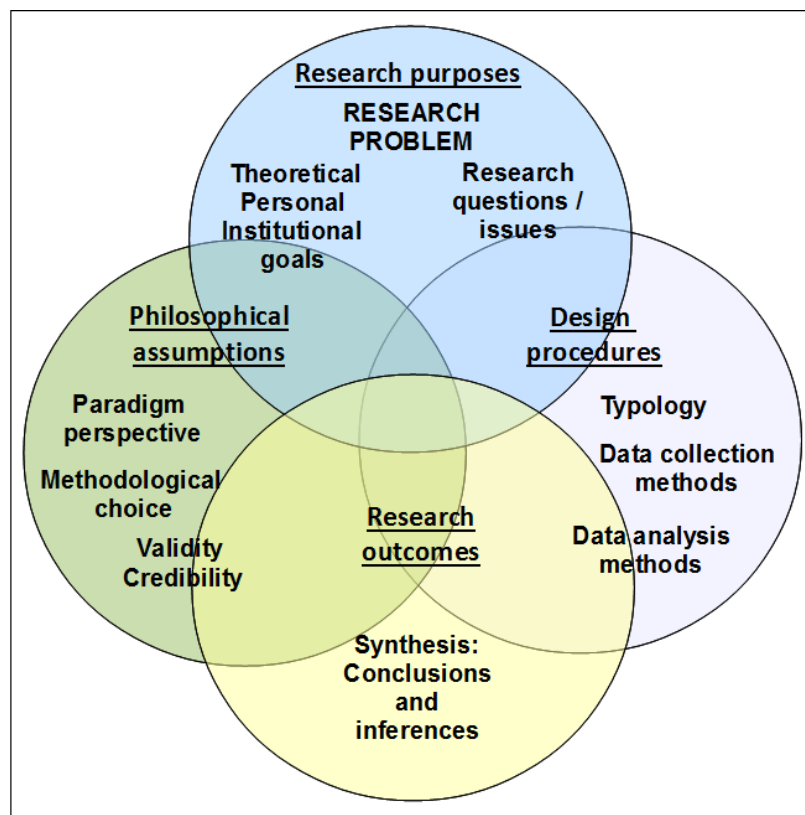 Research purposes
RESEARCH
PROBLEM
Theoretical
Personal
Institutional
goals
Research
questions /
issues
Philosophical
assumptions
Paradigm
perspective
Methodological
choice
Validity
Credibility
Design
procedures
Typology
Data collection
methods
Data analysis
methods
Research
outcomes
Synthesis:
Conclusions
and
inferences